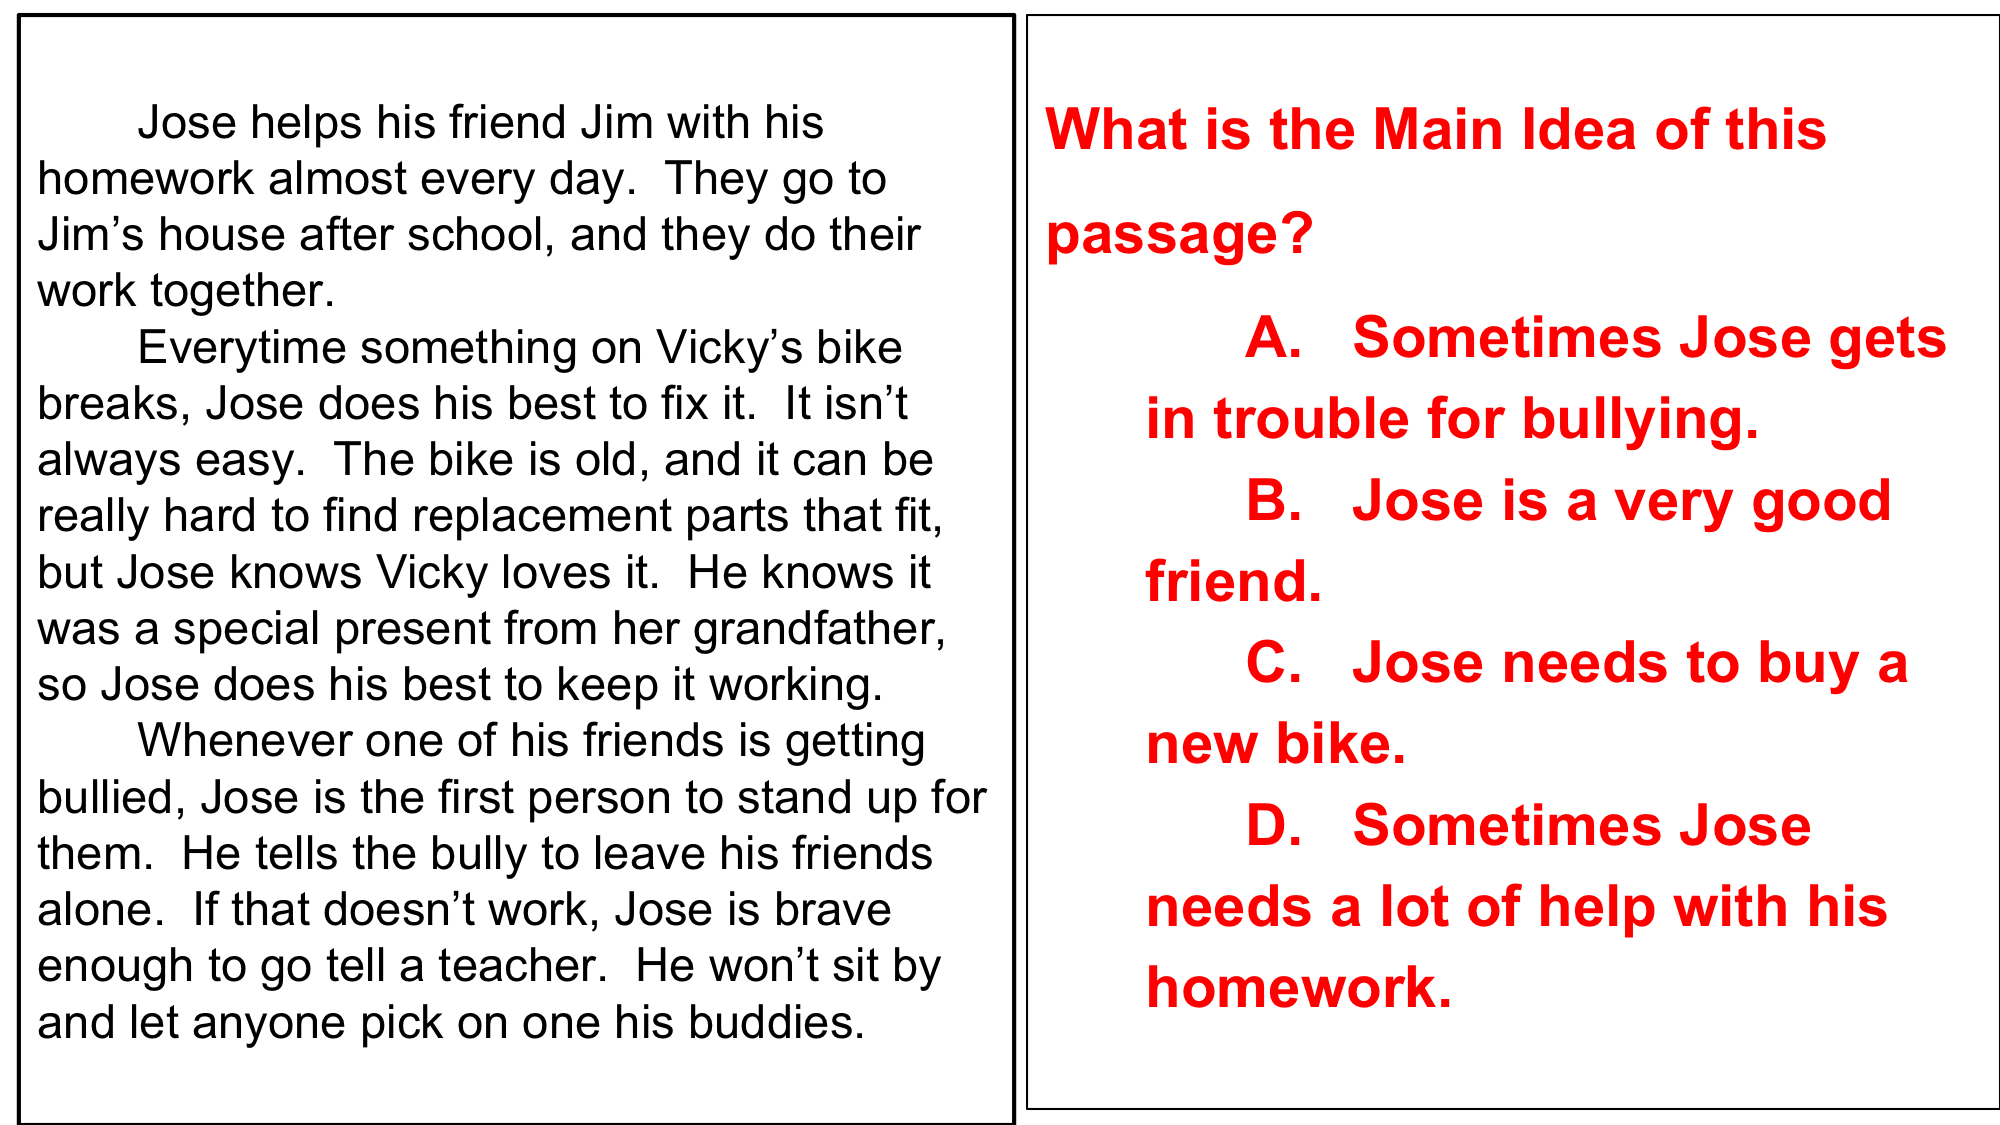 Jose helps his friend Jim with his
homework almost every day.  They go to
Jim’s house after school, and they do their
work together.
Everytime something on Vicky’s bike
breaks, Jose does his best to fix it.  It isn’t
always easy.  The bike is old, and it can be
really hard to find replacement parts that fit,
but Jose knows Vicky loves it.  He knows it
was a special present from her grandfather,
so Jose does his best to keep it working.
Whenever one of his friends is getting
bullied, Jose is the first person to stand up for
them.  He tells the bully to leave his friends
alone.  If that doesn’t work, Jose is brave
enough to go tell a teacher.  He won’t sit by
and let anyone pick on one his buddies.
What is the Main Idea of this
passage?
A.   Sometimes Jose gets
in trouble for bullying.
B.   Jose is a very good
friend.
C.   Jose needs to buy a
new bike.
D.   Sometimes Jose
needs a lot of help with his
homework.